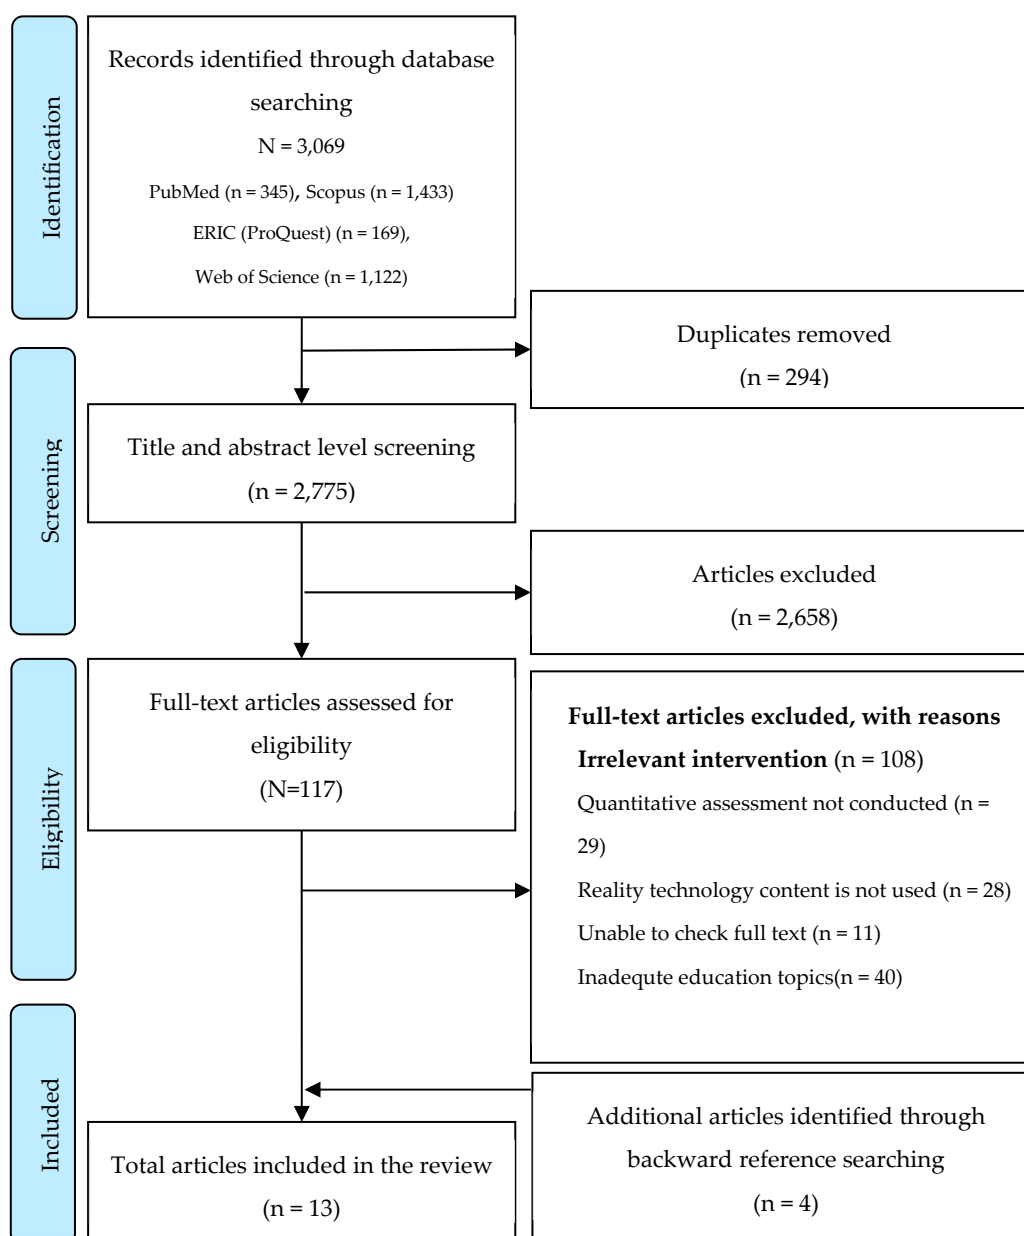 Identification
Records identified through database
searching
N = 3,069
PubMed (n = 345), Scopus (n = 1,433)
ERIC (ProQuest) (n = 169),
Web of Science (n = 1,122)
Duplicates removed
(n = 294)
Screening
Title and abstract level screening
(n = 2,775)
Articles excluded
(n = 2,658)
Eligibility
Full-text articles assessed for
eligibility
(N=117)
Full-text articles excluded, with reasons
Irrelevant intervention (n = 108)
Quantitative assessment not conducted (n =
29)
Reality technology content is not used (n = 28)
Unable to check full text (n = 11)
Inadequte education topics(n = 40)
Included
Additional articles identified through
backward reference searching
(n = 4)
Total articles included in the review
(n = 13)